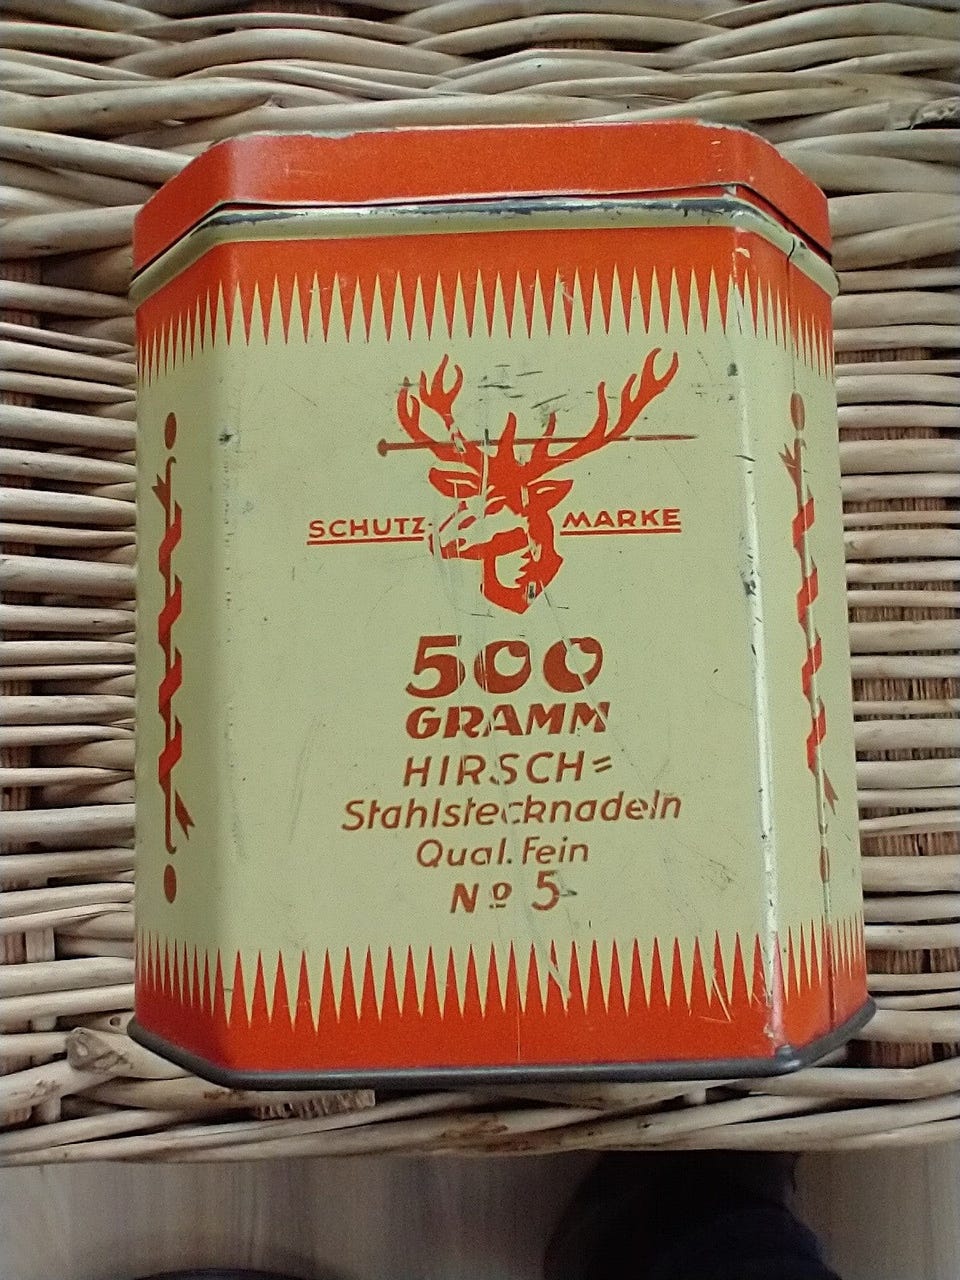 SCHUTZ- MARKE
500
GRAMM
HIRSCH=
Stahlstecknadeln
Qual. Fein
Nº 5